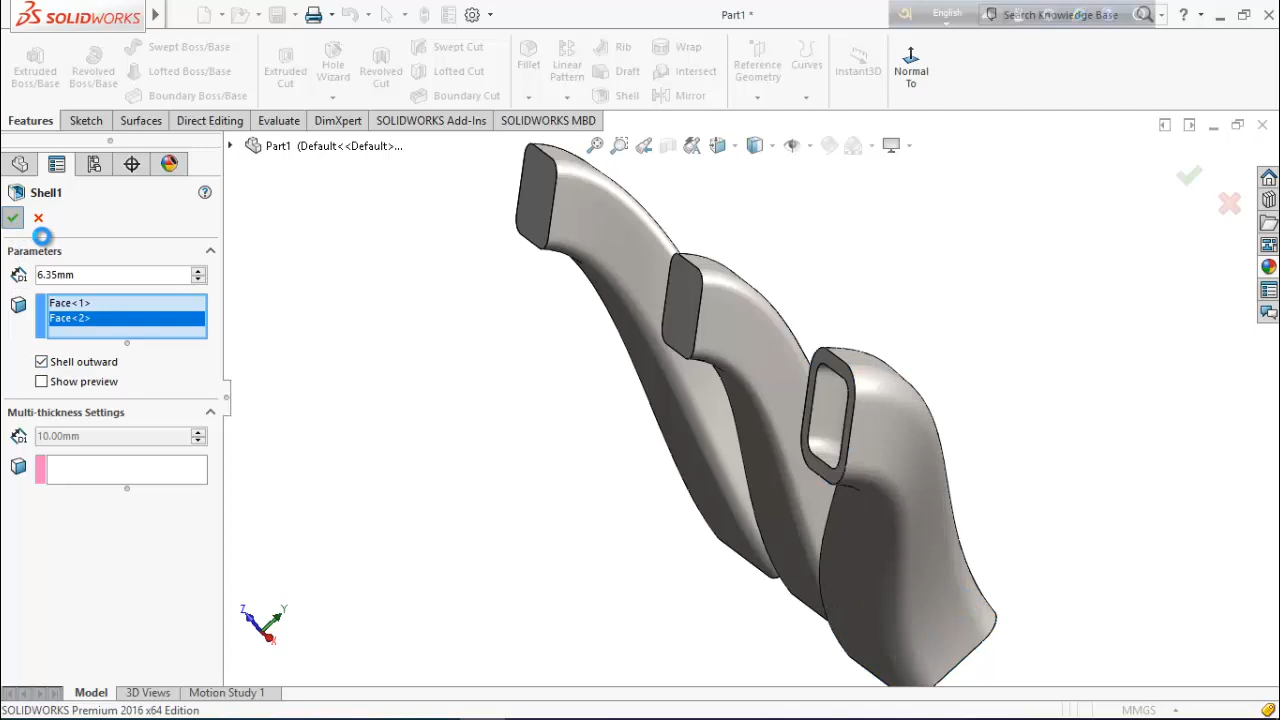 SOLIDWORKS
Part1 *
English
Search Knowledge Base
?
Extruded Boss/Base
Revolved Boss/Base
Swept Boss/Base
Lofted Boss/Base
Boundary Boss/Base
Extruded Cut
Hole Wizard
Revolved Cut
Swept Cut
Lofted Cut
Boundary Cut
Fillet
Linear Pattern
Rib
Draft
Shell
Wrap
Intersect
Mirror
Reference Geometry
Curves
Instant3D
Normal To
Features
Sketch
Surfaces
Direct Editing
Evaluate
DimXpert
SOLIDWORKS Add-Ins
SOLIDWORKS MBD
Part1 (Default<<Default>...
Shell1
?
Parameters
D1
6.35mm
Face<1>
Face<2>
Shell outward
Show preview
Multi-thickness Settings
D1
10.00mm
Z
Y
X
Model
3D Views
Motion Study 1
SOLIDWORKS Premium 2016 x64 Edition
MMGS